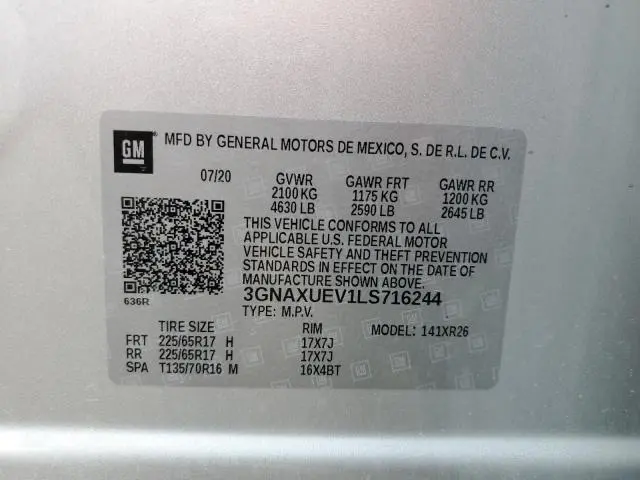 GM
MFD BY GENERAL MOTORS DE MEXICO, S. DE R.L. DE C.V.
07/20 GVWR GAWR FRT GAWR RR
2100 KG 1175 KG 1200 KG
4630 LB 2590 LB 2645 LB
THIS VEHICLE CONFORMS TO ALL
APPLICABLE U.S. FEDERAL MOTOR
VEHICLE SAFETY AND THEFT PREVENTION
STANDARDS IN EFFECT ON THE DATE OF
MANUFACTURE SHOWN ABOVE.
636R
3GNAXUEV1LS716244
TYPE: M.P.V.
TIRE SIZE RIM MODEL: 141XR26
FRT 225/65R17 H 17X7J
RR 225/65R17 H 17X7J
SPA T135/70R16 M 16X4BT